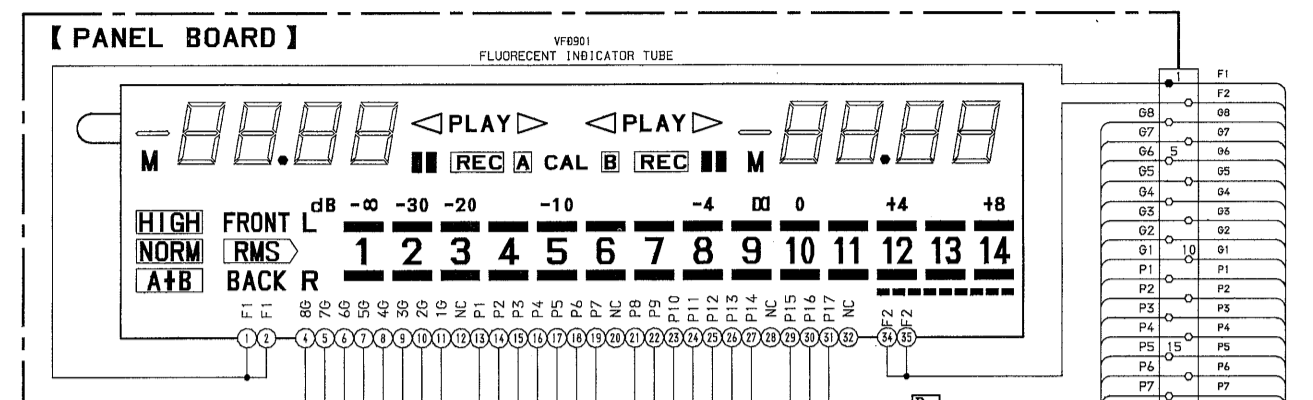 【 PANEL BOARD 】
VF0901
FLUORECENT INDICATOR TUBE
PLAY PLAY
M REC A CAL B REC M
dB -∞ -30 -20 -10 -4 0 +4 +8
HIGH FRONT L
NORM RMS 1 2 3 4 5 6 7 8 9 10 11 12 13 14
A+B BACK R
F1 F1 8G 7G 6G 5G 4G 3G 2G 1G NC P1 P2 P3 P4 P5 P6 P7 NC P8 P9 P10 P11 P12 P13 P14 NC P15 P16 P17 NC F2 F2
1 2 4 5 6 7 8 9 10 11 12 13 14 15 16 17 18 19 20 21 22 23 24 25 26 27 28 29 30 31 32 34 35
1 F1
F2
G8 G8
G7 G7
G6 5 G6
G5 G5
G4 G4
G3 G3
G2 G2
G1 10 G1
P1 P1
P2 P2
P3 P3
P4 P4
P5 15 P5
P6 P6
P7 P7